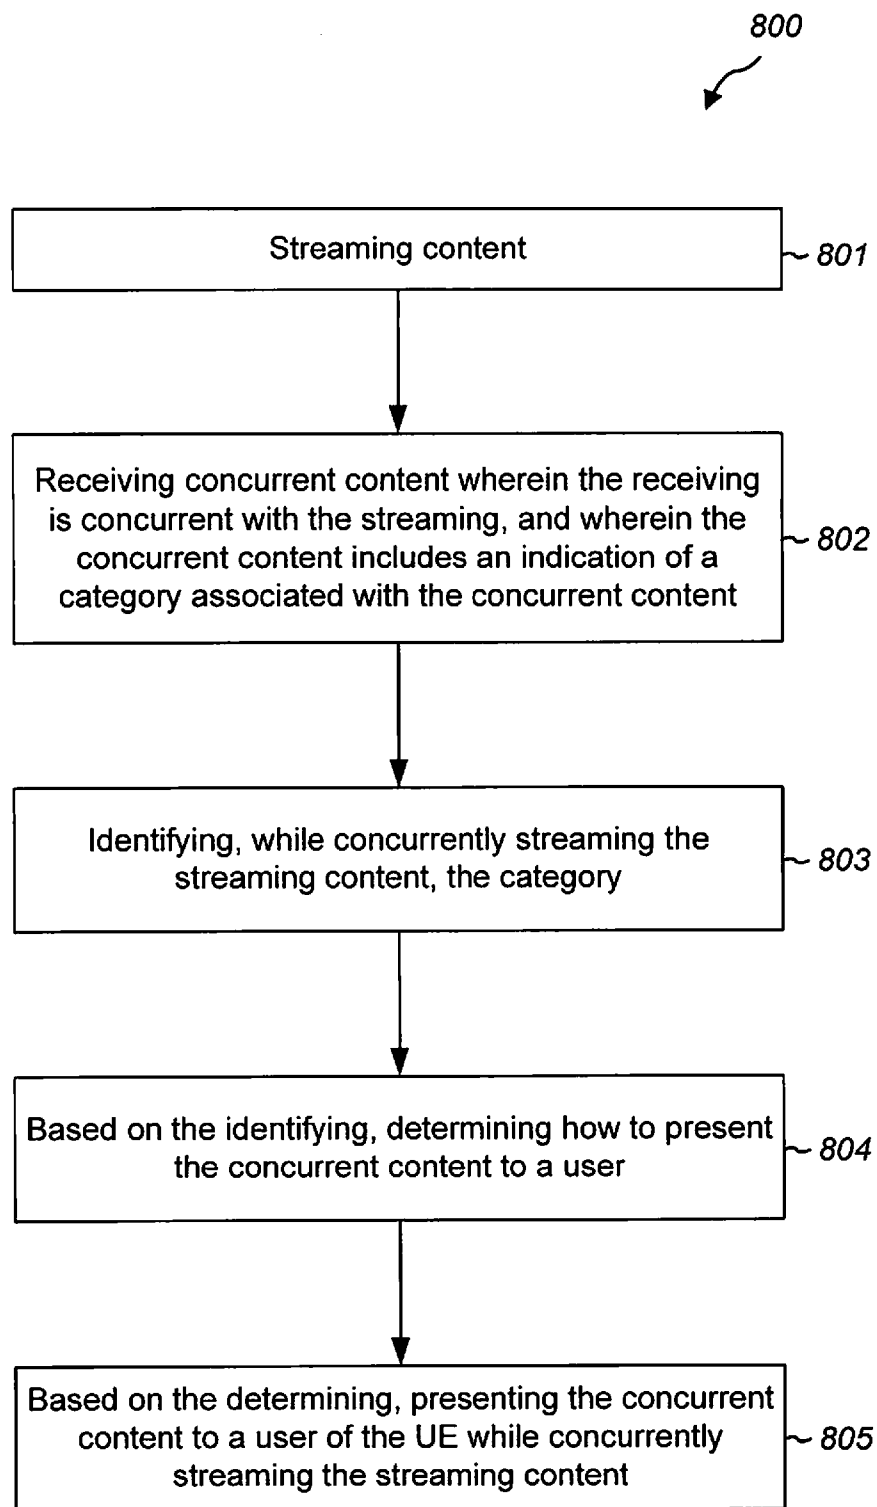 800
Streaming content
801
Receiving concurrent content wherein the receiving
is concurrent with the streaming, and wherein the
concurrent content includes an indication of a
category associated with the concurrent content
802
Identifying, while concurrently streaming the
streaming content, the category
803
Based on the identifying, determining how to present
the concurrent content to a user
804
Based on the determining, presenting the concurrent
content to a user of the UE while concurrently
streaming the streaming content
805